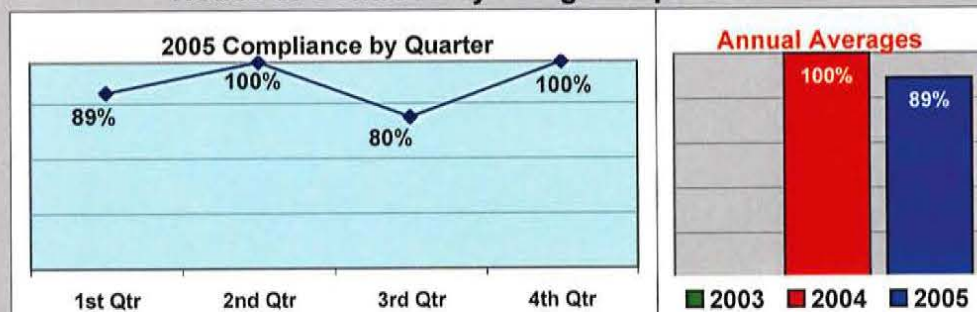 2005 Compliance by Quarter
89%
100%
80%
100%
1st Qtr 2nd Qtr 3rd Qtr 4th Qtr
Annual Averages
100%
89%
2003 2004 2005